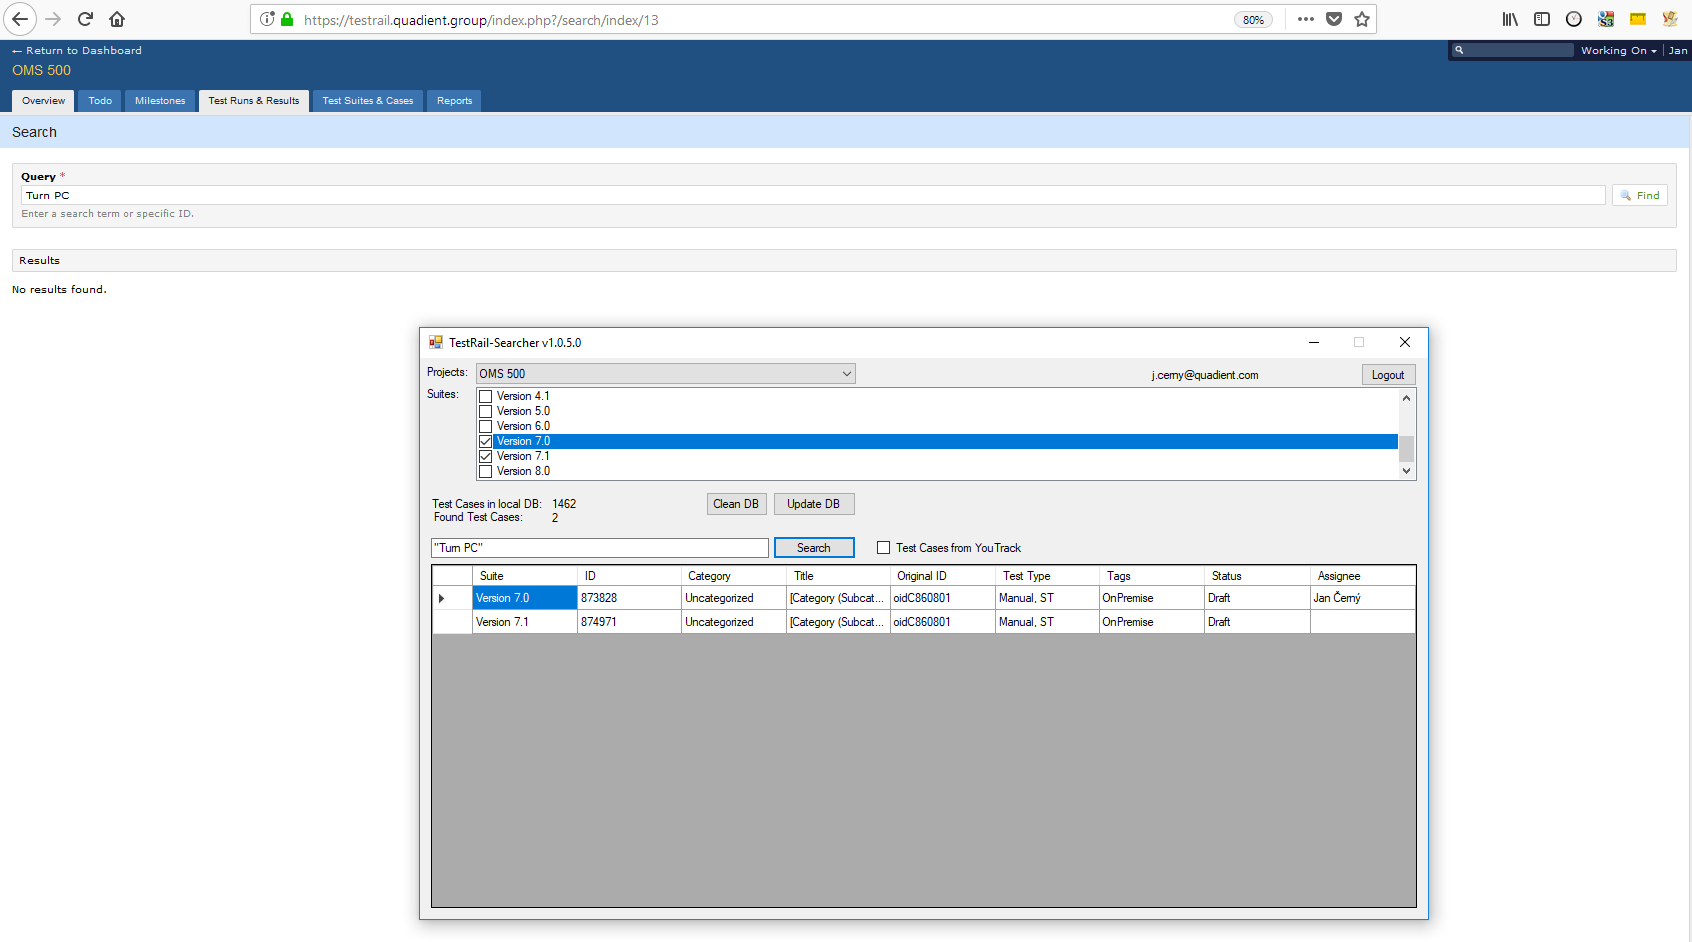 https://testrail.quadient.group/index.php?/search/index/13
80%
← Return to Dashboard
Working On
Jan
OMS 500
Overview
Todo
Milestones
Test Runs & Results
Test Suites & Cases
Reports
Search
Query *
Turn PC
Find
Enter a search term or specific ID.
Results
No results found.
TestRail-Searcher v1.0.5.0
Projects:
OMS 500
j.cerny@quadient.com
Logout
Suites:
Version 4.1
Version 5.0
Version 6.0
Version 7.0
Version 7.1
Version 8.0
Test Cases in local DB: 1462
Clean DB
Update DB
Found Test Cases: 2
"Turn PC"
Search
Test Cases from YouTrack
Suite ID Category Title Original ID Test Type Tags Status Assignee
Version 7.0 873828 Uncategorized [Category (Subcat... oidC860801 Manual, ST OnPremise Draft Jan Černý
Version 7.1 874971 Uncategorized [Category (Subcat... oidC860801 Manual, ST OnPremise Draft